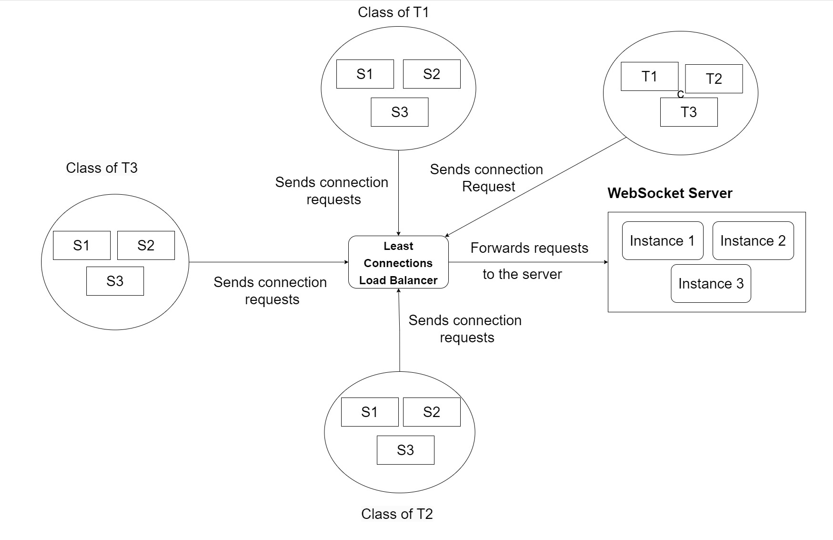 Class of T1
S1
S2
S3
T1
T2
C
T3
Class of T3
S1
S2
S3
Sends connection
requests
Sends connection
Request
WebSocket Server
Instance 1
Instance 2
Instance 3
Least
Connections
Load Balancer
Forwards requests
to the server
Sends connection
requests
Sends connection
requests
S1
S2
S3
Class of T2